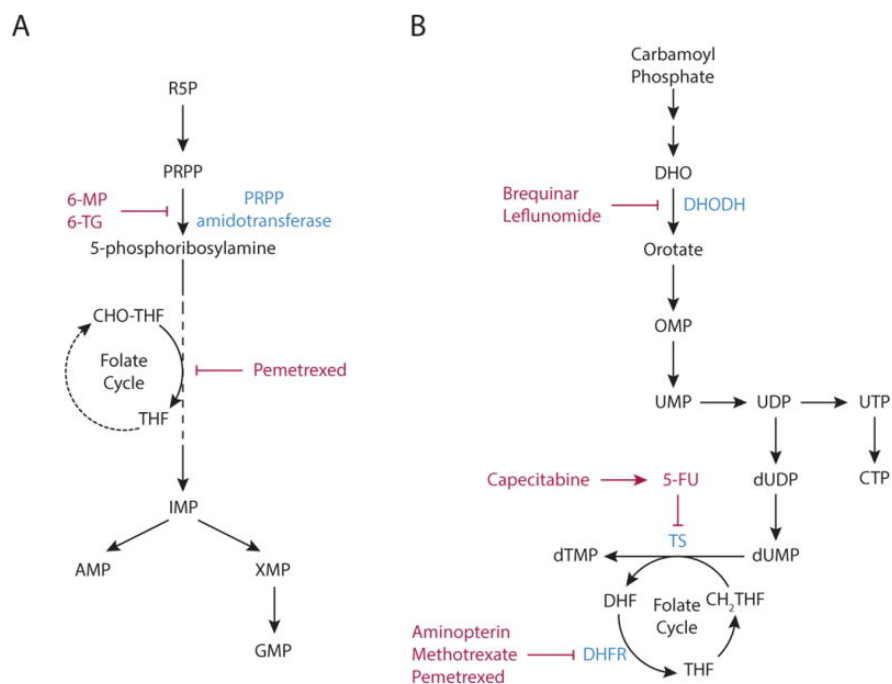 A
R5P
PRPP
6-MP
6-TG
PRPP
amidotransferase
5-phosphoribosylamine
CHO-THF
Folate
Cycle
THF
Pemetrexed
IMP
AMP
XMP
GMP
B
Carbamoyl
Phosphate
DHO
Brequinar
Leflunomide
DHODH
Orotate
OMP
UMP
UDP
UTP
Capecitabine
5-FU
dUDP
CTP
TS
dTMP
dUMP
DHF
Folate
Cycle
CH₂THF
Aminopterin
Methotrexate
Pemetrexed
DHFR
THF